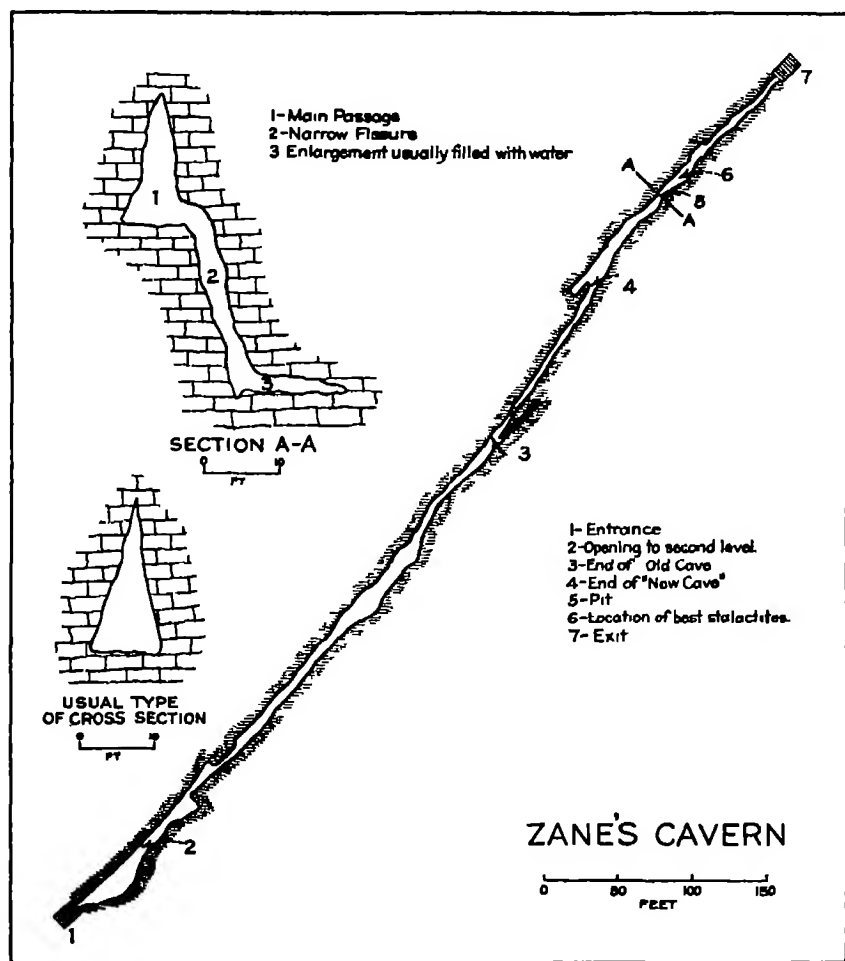 1-Main Passage
2-Narrow Fissure
3 Enlargement usually filled with water
1
2
3
SECTION A-A
0 10
FT
USUAL TYPE
OF CROSS SECTION
0 10
FT
7
A
6
5
A
4
3
2
1
1-Entrance
2-Opening to second level.
3-End of "Old Cave
4-End of "New Cave"
5-Pit
6-Location of best stalactites.
7-Exit
ZANE'S CAVERN
0 50 100 150
FEET